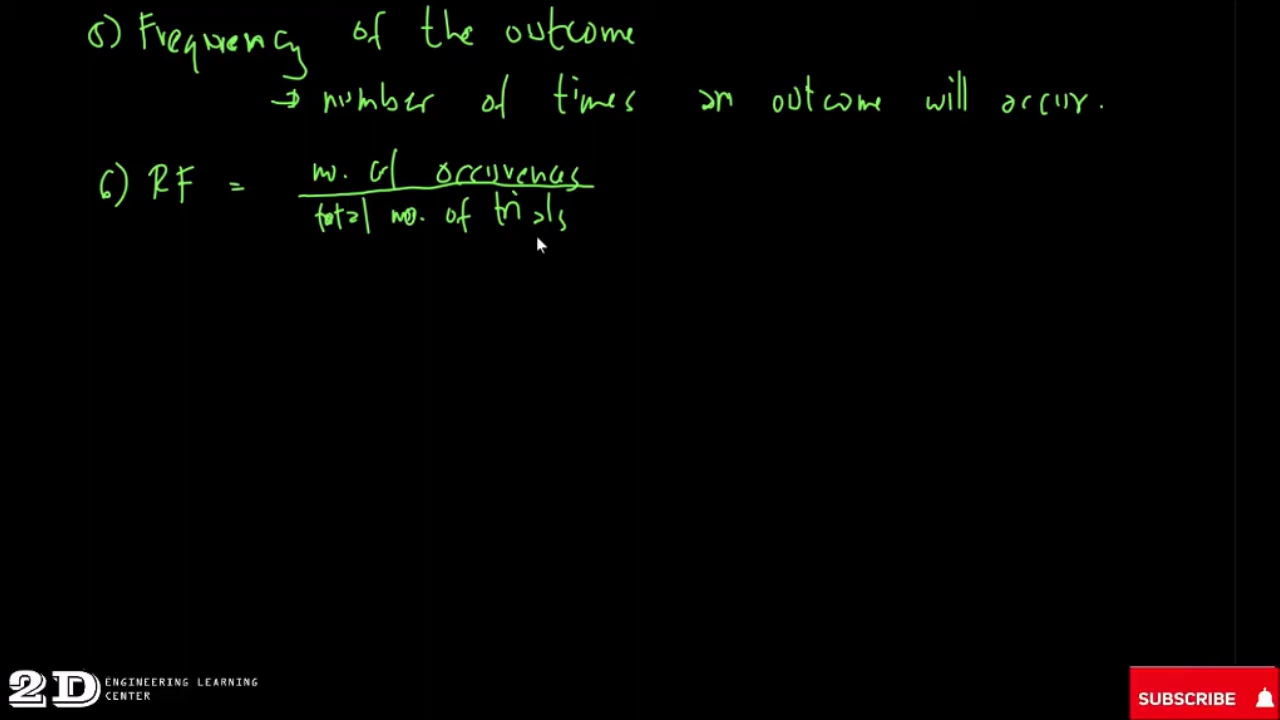 5) Frequency of the outcome
→ number of times an outcome will occur.
6) RF = no. of occurences
total no. of trials
2D ENGINEERING LEARNING
CENTER
SUBSCRIBE